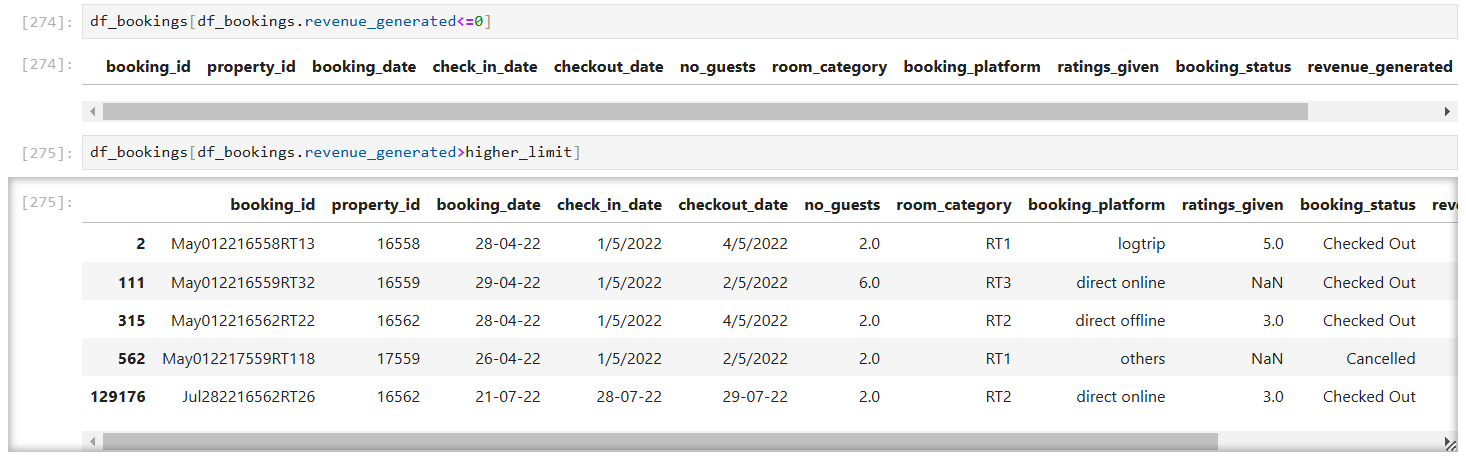 [274]: df_bookings[df_bookings.revenue_generated<=0]
[274]: booking_id property_id booking_date check_in_date checkout_date no_guests room_category booking_platform ratings_given booking_status revenue_generated
[275]: df_bookings[df_bookings.revenue_generated>higher_limit]
[275]: booking_id property_id booking_date check_in_date checkout_date no_guests room_category booking_platform ratings_given booking_status
2 May012216558RT13 16558 28-04-22 1/5/2022 4/5/2022 2.0 RT1 logtrip 5.0 Checked Out
111 May012216559RT32 16559 29-04-22 1/5/2022 2/5/2022 6.0 RT3 direct online NaN Checked Out
315 May012216562RT22 16562 28-04-22 1/5/2022 4/5/2022 2.0 RT2 direct offline 3.0 Checked Out
562 May012217559RT118 17559 26-04-22 1/5/2022 2/5/2022 2.0 RT1 others NaN Cancelled
129176 Jul282216562RT26 16562 21-07-22 28-07-22 29-07-22 2.0 RT2 direct online 3.0 Checked Out